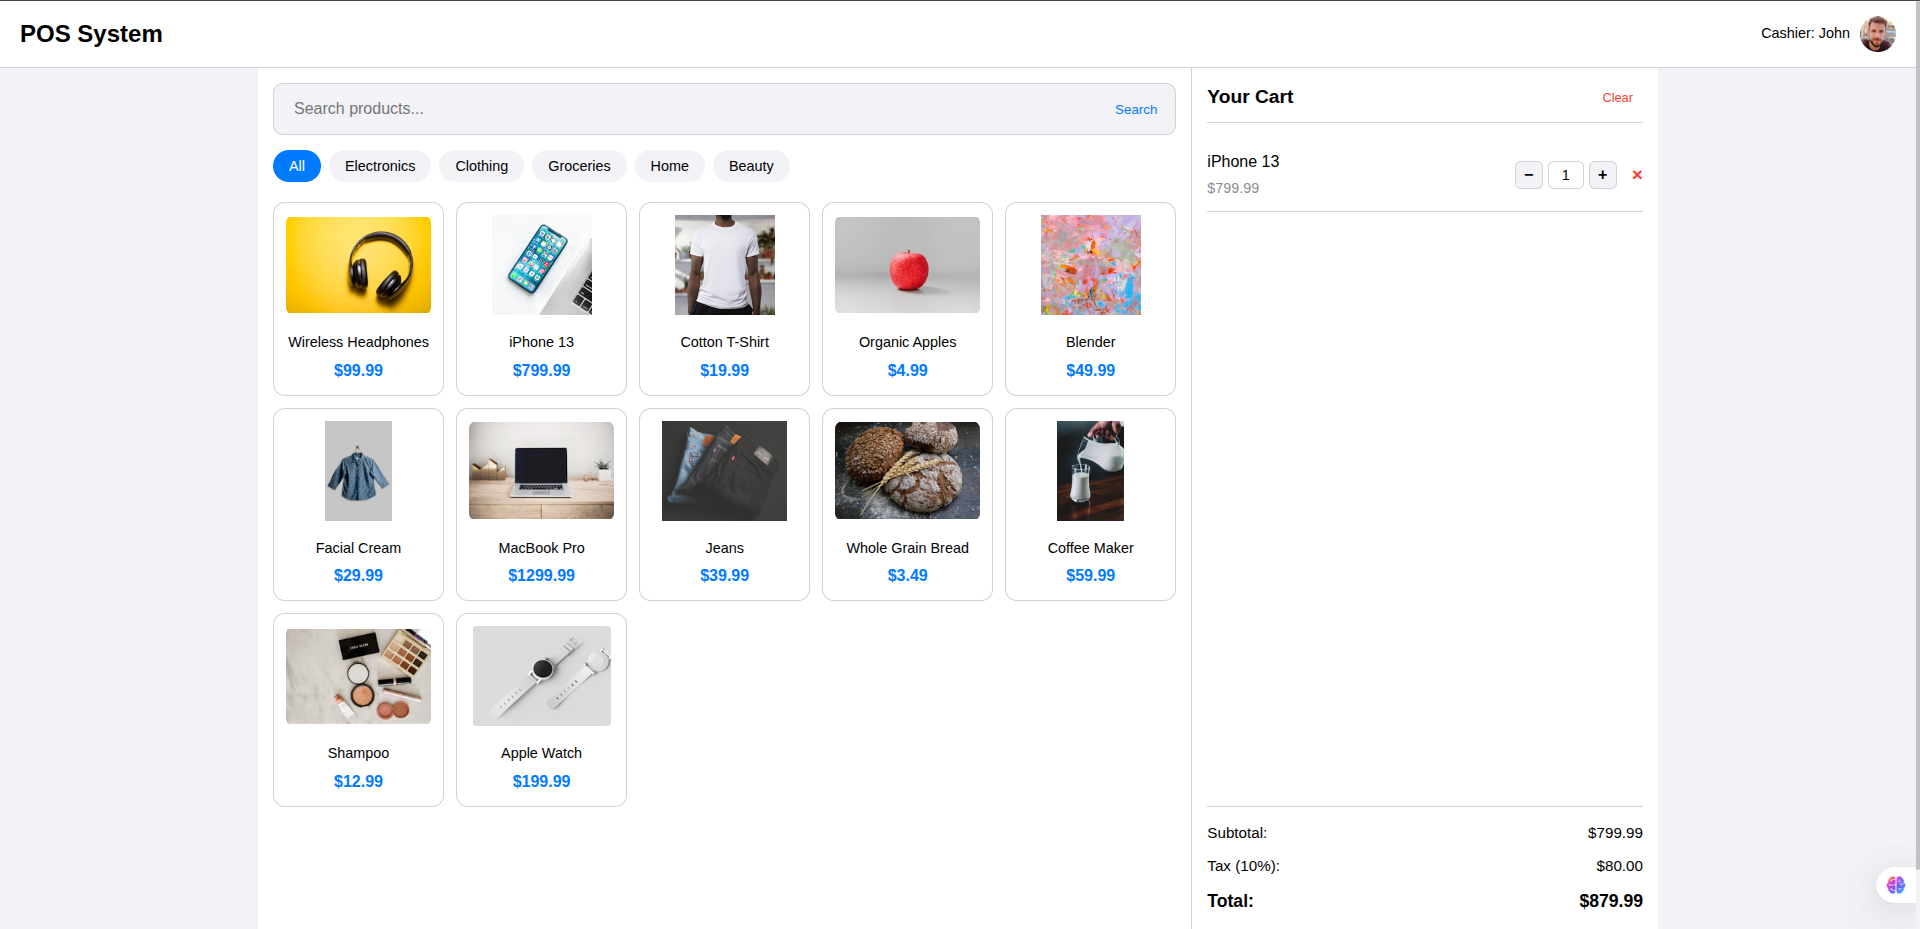 POS System
Cashier: John
Search products...
Search
All
Electronics
Clothing
Groceries
Home
Beauty
Wireless Headphones
$99.99
iPhone 13
$799.99
Cotton T-Shirt
$19.99
Organic Apples
$4.99
Blender
$49.99
Facial Cream
$29.99
MacBook Pro
$1299.99
Jeans
$39.99
Whole Grain Bread
$3.49
Coffee Maker
$59.99
Shampoo
$12.99
Apple Watch
$199.99
Your Cart
Clear
iPhone 13
$799.99
− 1 + ×
Subtotal: $799.99
Tax (10%): $80.00
Total: $879.99